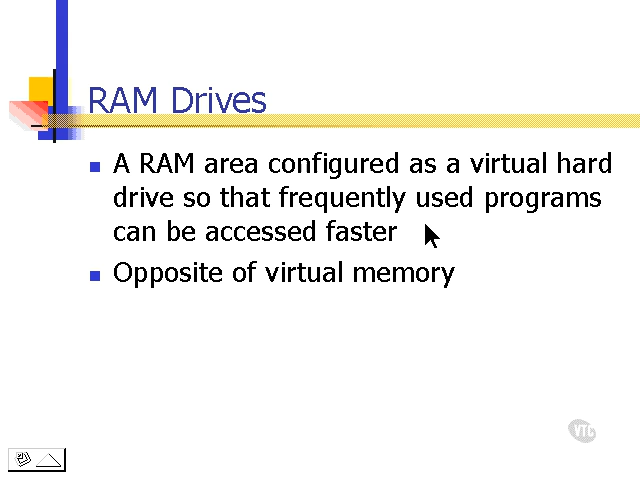 RAM Drives
A RAM area configured as a virtual hard
drive so that frequently used programs
can be accessed faster
Opposite of virtual memory
VTC